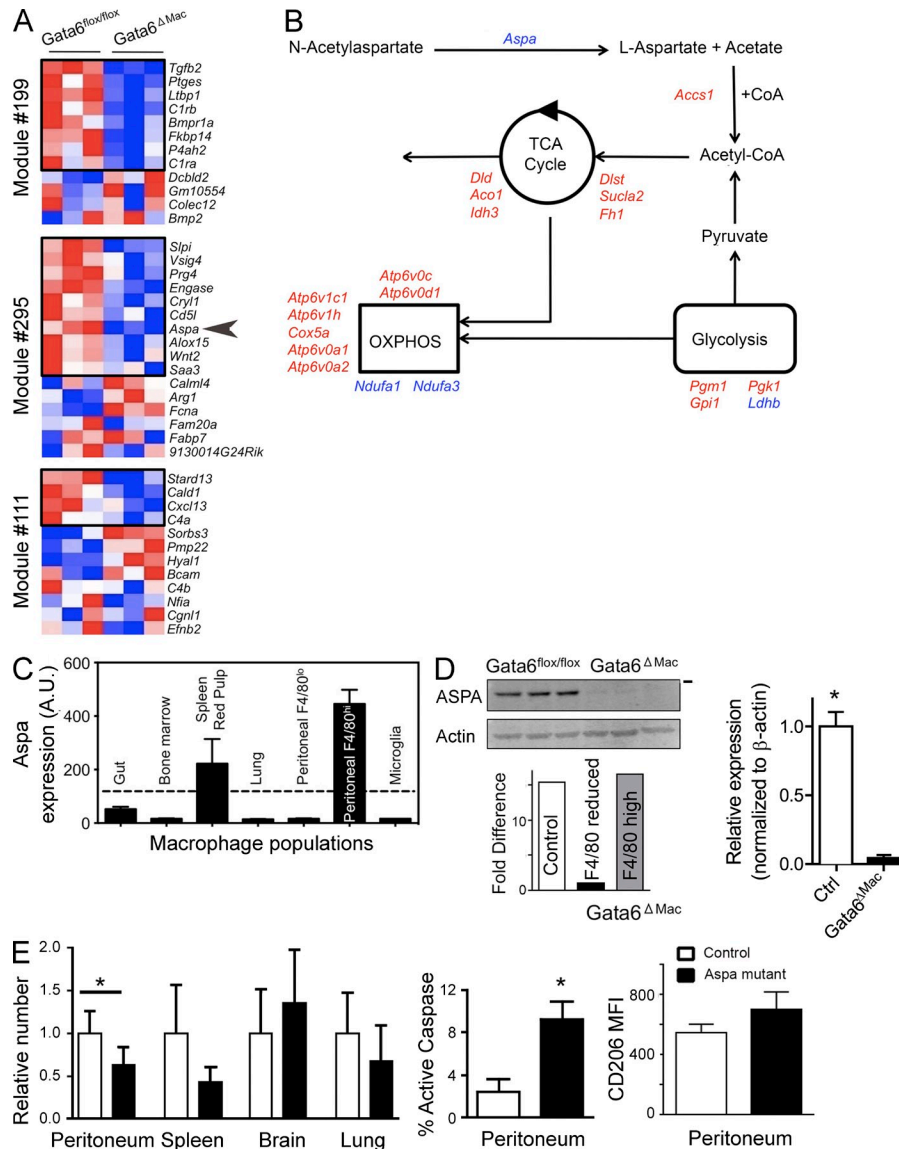 A
Gata6flox/flox
Gata6ΔMac
Module #199
Tgfb2
Ptges
Ltbp1
C1rb
Bmpr1a
Fkbp14
P4ah2
C1ra
Dcbld2
Gm10554
Colec12
Bmp2
Module #295
Slpi
Vsig4
Prg4
Engase
Cryl1
Cd5l
Aspa
Alox15
Wnt2
Saa3
Calml4
Arg1
Fcna
Fam20a
Fabp7
9130014G24Rik
Module #111
Stard13
Cald1
Cxcl13
C4a
Sorbs3
Pmp22
Hyal1
Bcam
C4b
Nfia
Cgnl1
Efnb2
B
N-Acetylaspartate
Aspa
L-Aspartate + Acetate
Accs1
+CoA
Acetyl-CoA
TCA
Cycle
Dld
Aco1
Idh3
Dlst
Sucla2
Fh1
Pyruvate
Atp6v0c
Atp6v0d1
Atp6v1c1
Atp6v1h
Cox5a
Atp6v0a1
Atp6v0a2
OXPHOS
Ndufa1 Ndufa3
Glycolysis
Pgm1 Pgk1
Gpi1 Ldhb
C
Aspa
expression (A.U.)
600
400
200
0
Gut
Bone marrow
Spleen
Red Pulp
Lung
Peritoneal F4/80lo
Peritoneal F4/80hi
Microglia
Macrophage populations
D
Gata6flox/flox Gata6ΔMac
ASPA
Actin
Fold Difference
10
0
Control
F4/80 reduced
F4/80 high
Gata6ΔMac
Relative expression
(normalized to β-actin)
1.0
0.5
0.0
*
Ctrl
Gata6ΔMac
E
Relative number
2.0
1.5
1.0
0.5
0
*
Peritoneum Spleen Brain Lung
% Active Caspase
12
8
4
0
*
Peritoneum
Control
Aspa mutant
CD206 MFI
900
600
300
0
Peritoneum